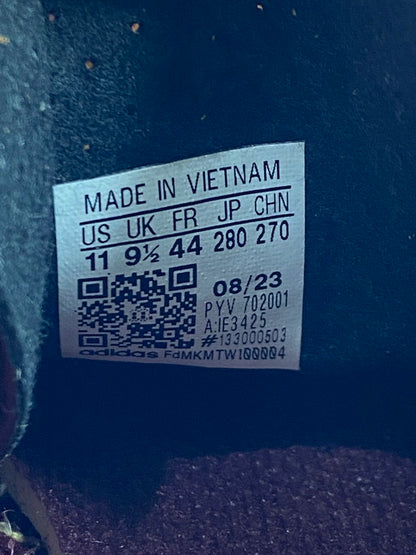 MADE IN VIETNAM
US UK FR JP CHN
11 9½ 44 280 270
08/23
PYV 702001
A:IE3425
#133000503
adidas FdMKMTW100004